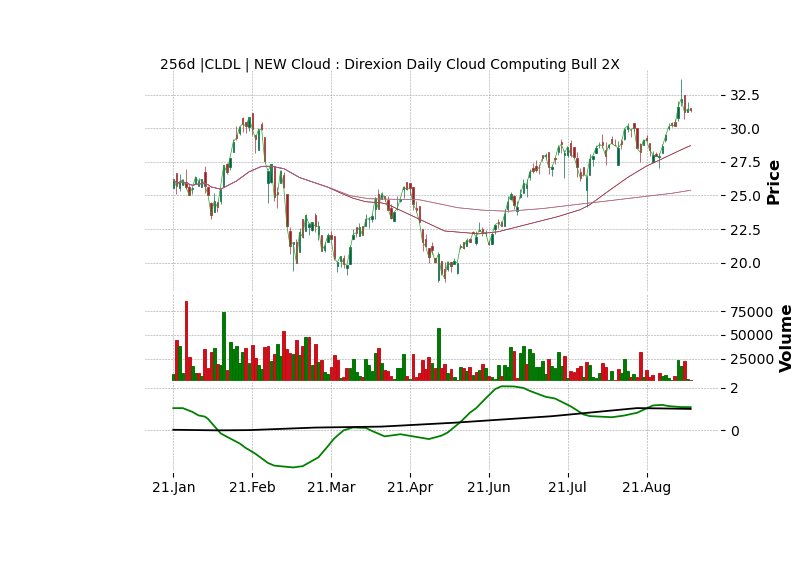 256d |CLDL | NEW Cloud : Direxion Daily Cloud Computing Bull 2X
32.5
30.0
27.5
25.0
22.5
20.0
Price
75000
50000
25000
Volume
2
0
21.Jan 21.Feb 21.Mar 21.Apr 21.Jun 21.Jul 21.Aug